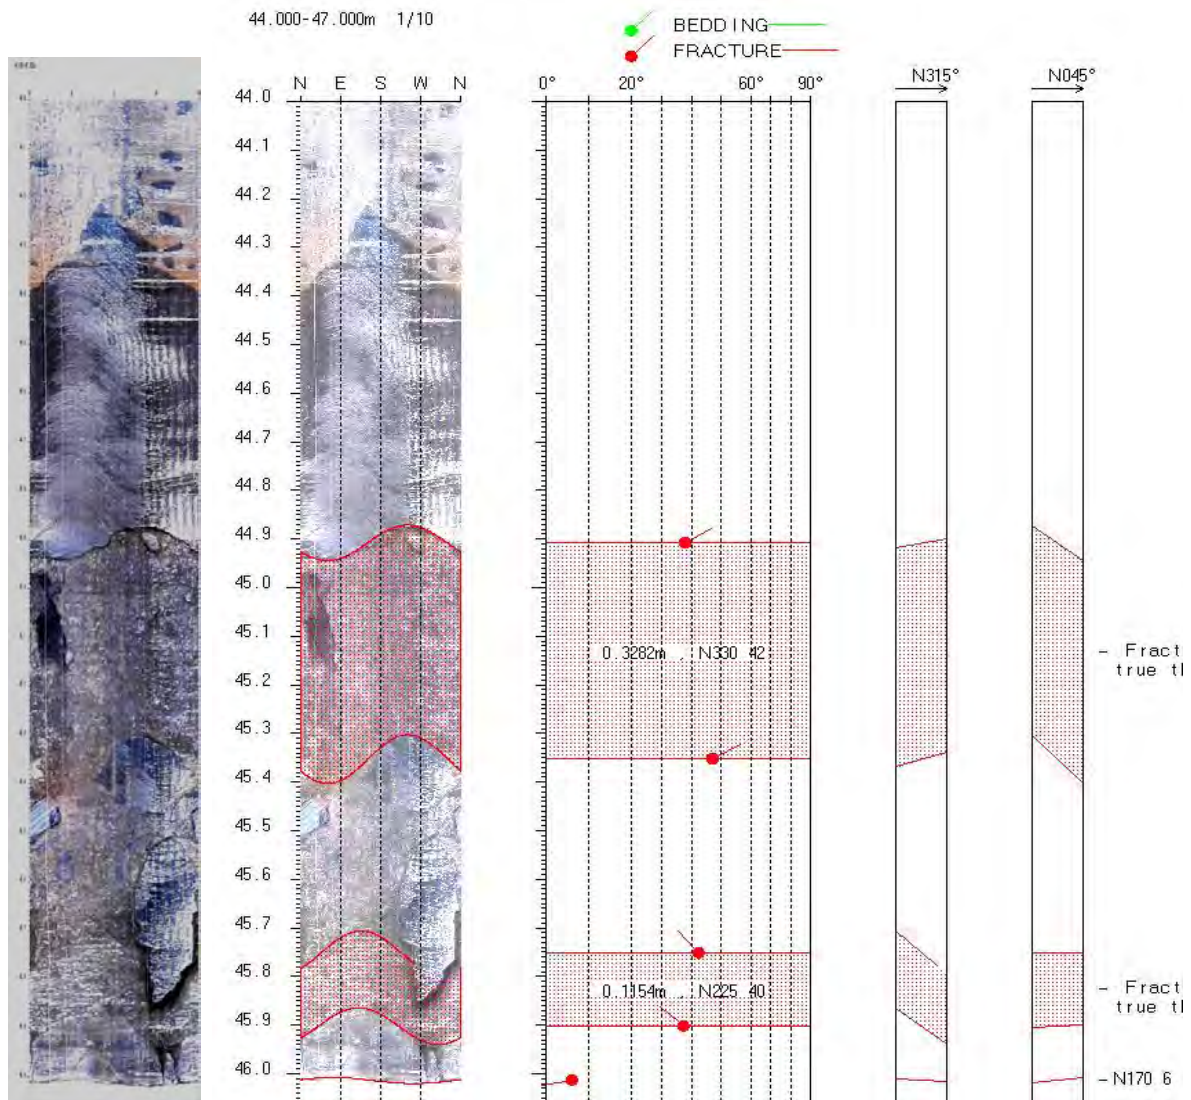 44.000-47.000m 1/10
BEDDING
FRACTURE
N E S W N
0° 20° 60° 90°
N315°
N045°
44.0
44.1
44.2
44.3
44.4
44.5
44.6
44.7
44.8
44.9
45.0
45.1
0.3282m , N330 42
- Fract
true th
45.2
45.3
45.4
45.5
45.6
45.7
45.8
0.1154m , N225 40
- Fract
true th
45.9
46.0
- N170 6